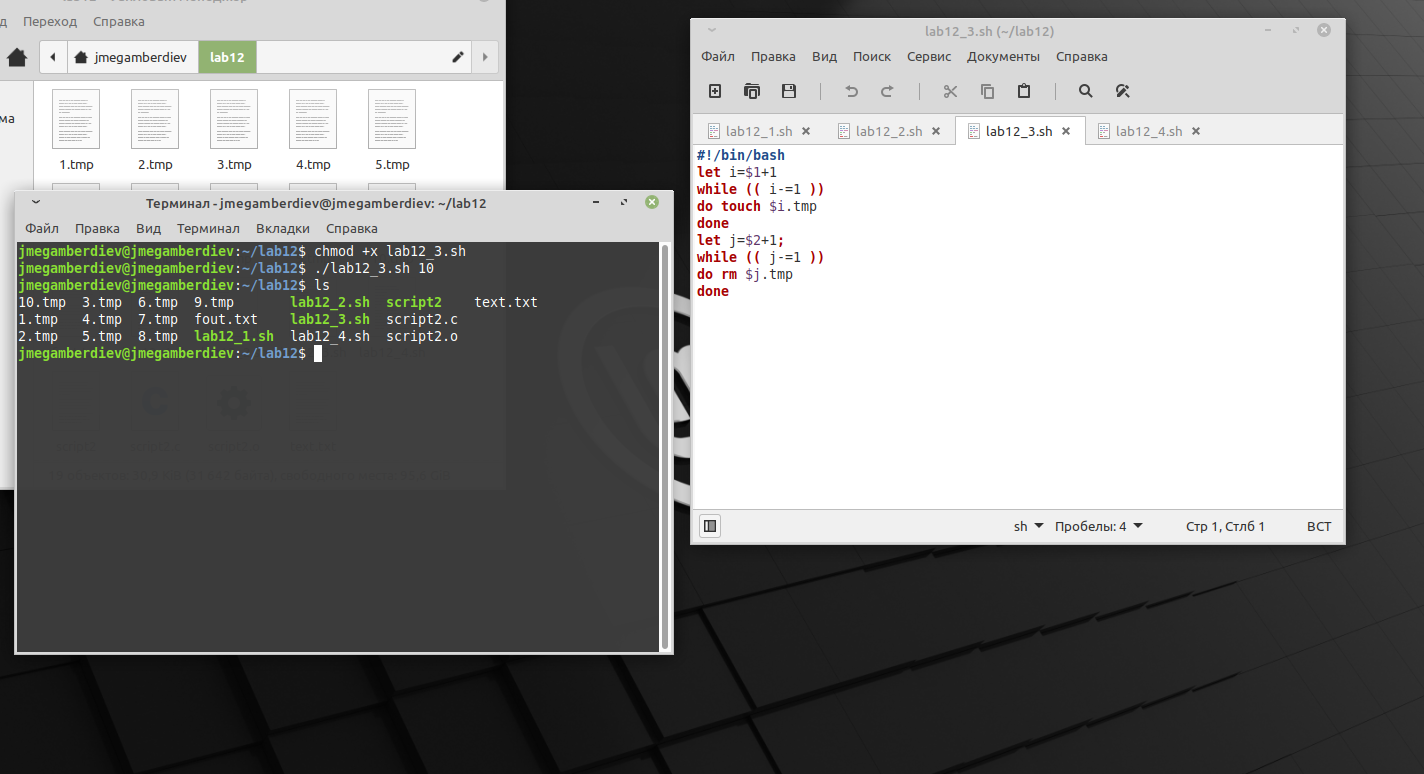 Переход Справка
jmegamberdiev lab12
1.tmp 2.tmp 3.tmp 4.tmp 5.tmp
Терминал - jmegamberdiev@jmegamberdiev: ~/lab12
Файл Правка Вид Терминал Вкладки Справка
jmegamberdiev@jmegamberdiev:~/lab12$ chmod +x lab12_3.sh
jmegamberdiev@jmegamberdiev:~/lab12$ ./lab12_3.sh 10
jmegamberdiev@jmegamberdiev:~/lab12$ ls
10.tmp 3.tmp 6.tmp 9.tmp lab12_2.sh script2 text.txt
1.tmp 4.tmp 7.tmp fout.txt lab12_3.sh script2.c
2.tmp 5.tmp 8.tmp lab12_1.sh lab12_4.sh script2.o
jmegamberdiev@jmegamberdiev:~/lab12$
lab12_3.sh (~/lab12)
Файл Правка Вид Поиск Сервис Документы Справка
lab12_1.sh lab12_2.sh lab12_3.sh lab12_4.sh
#!/bin/bash
let i=$1+1
while (( i-=1 ))
do touch $i.tmp
done
let j=$2+1;
while (( j-=1 ))
do rm $j.tmp
done
sh Пробелы: 4 Стр 1, Стлб 1 ВСТ